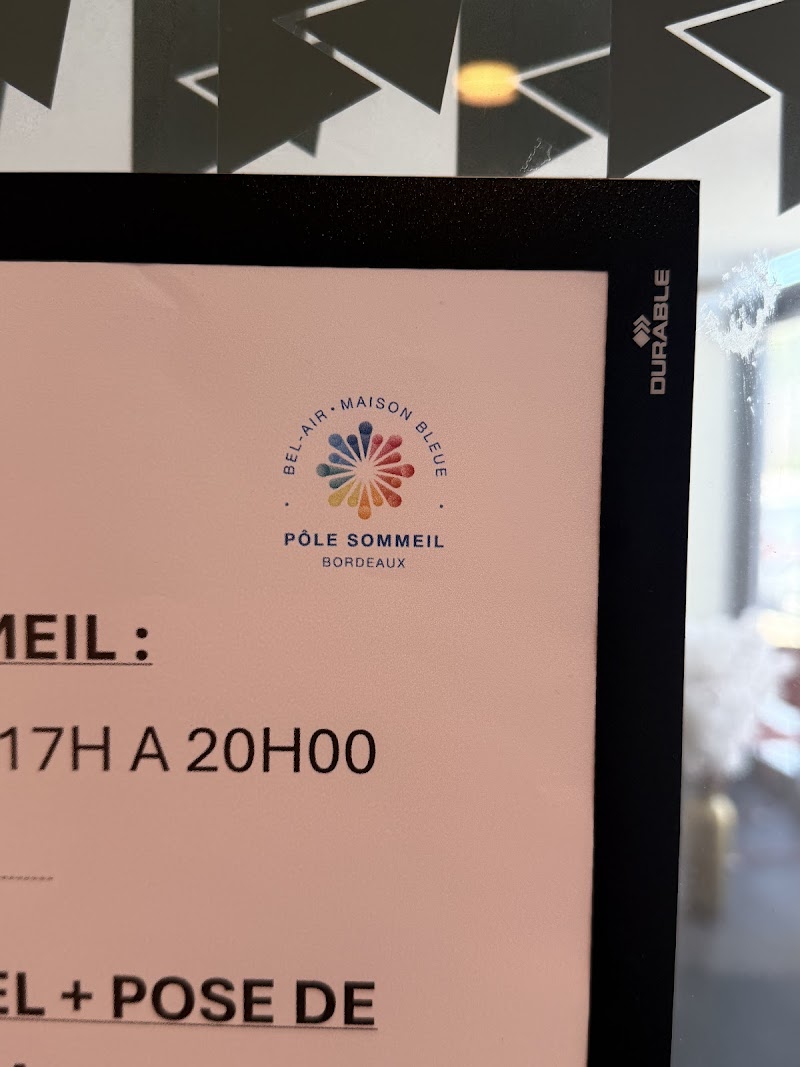 DURABLE
BEL-AIR • MAISON BLEUE
PÔLE SOMMEIL
BORDEAUX
MEIL :
17H A 20H00
EL + POSE DE